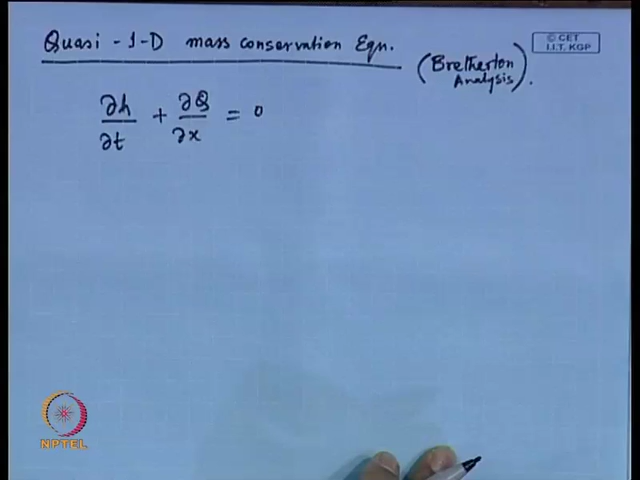 Quasi - 1-D mass conservation Eqn.
(Bretherton Analysis).
© CET
I.I.T. KGP
∂h/∂t + ∂Q/∂x = 0
NPTEL